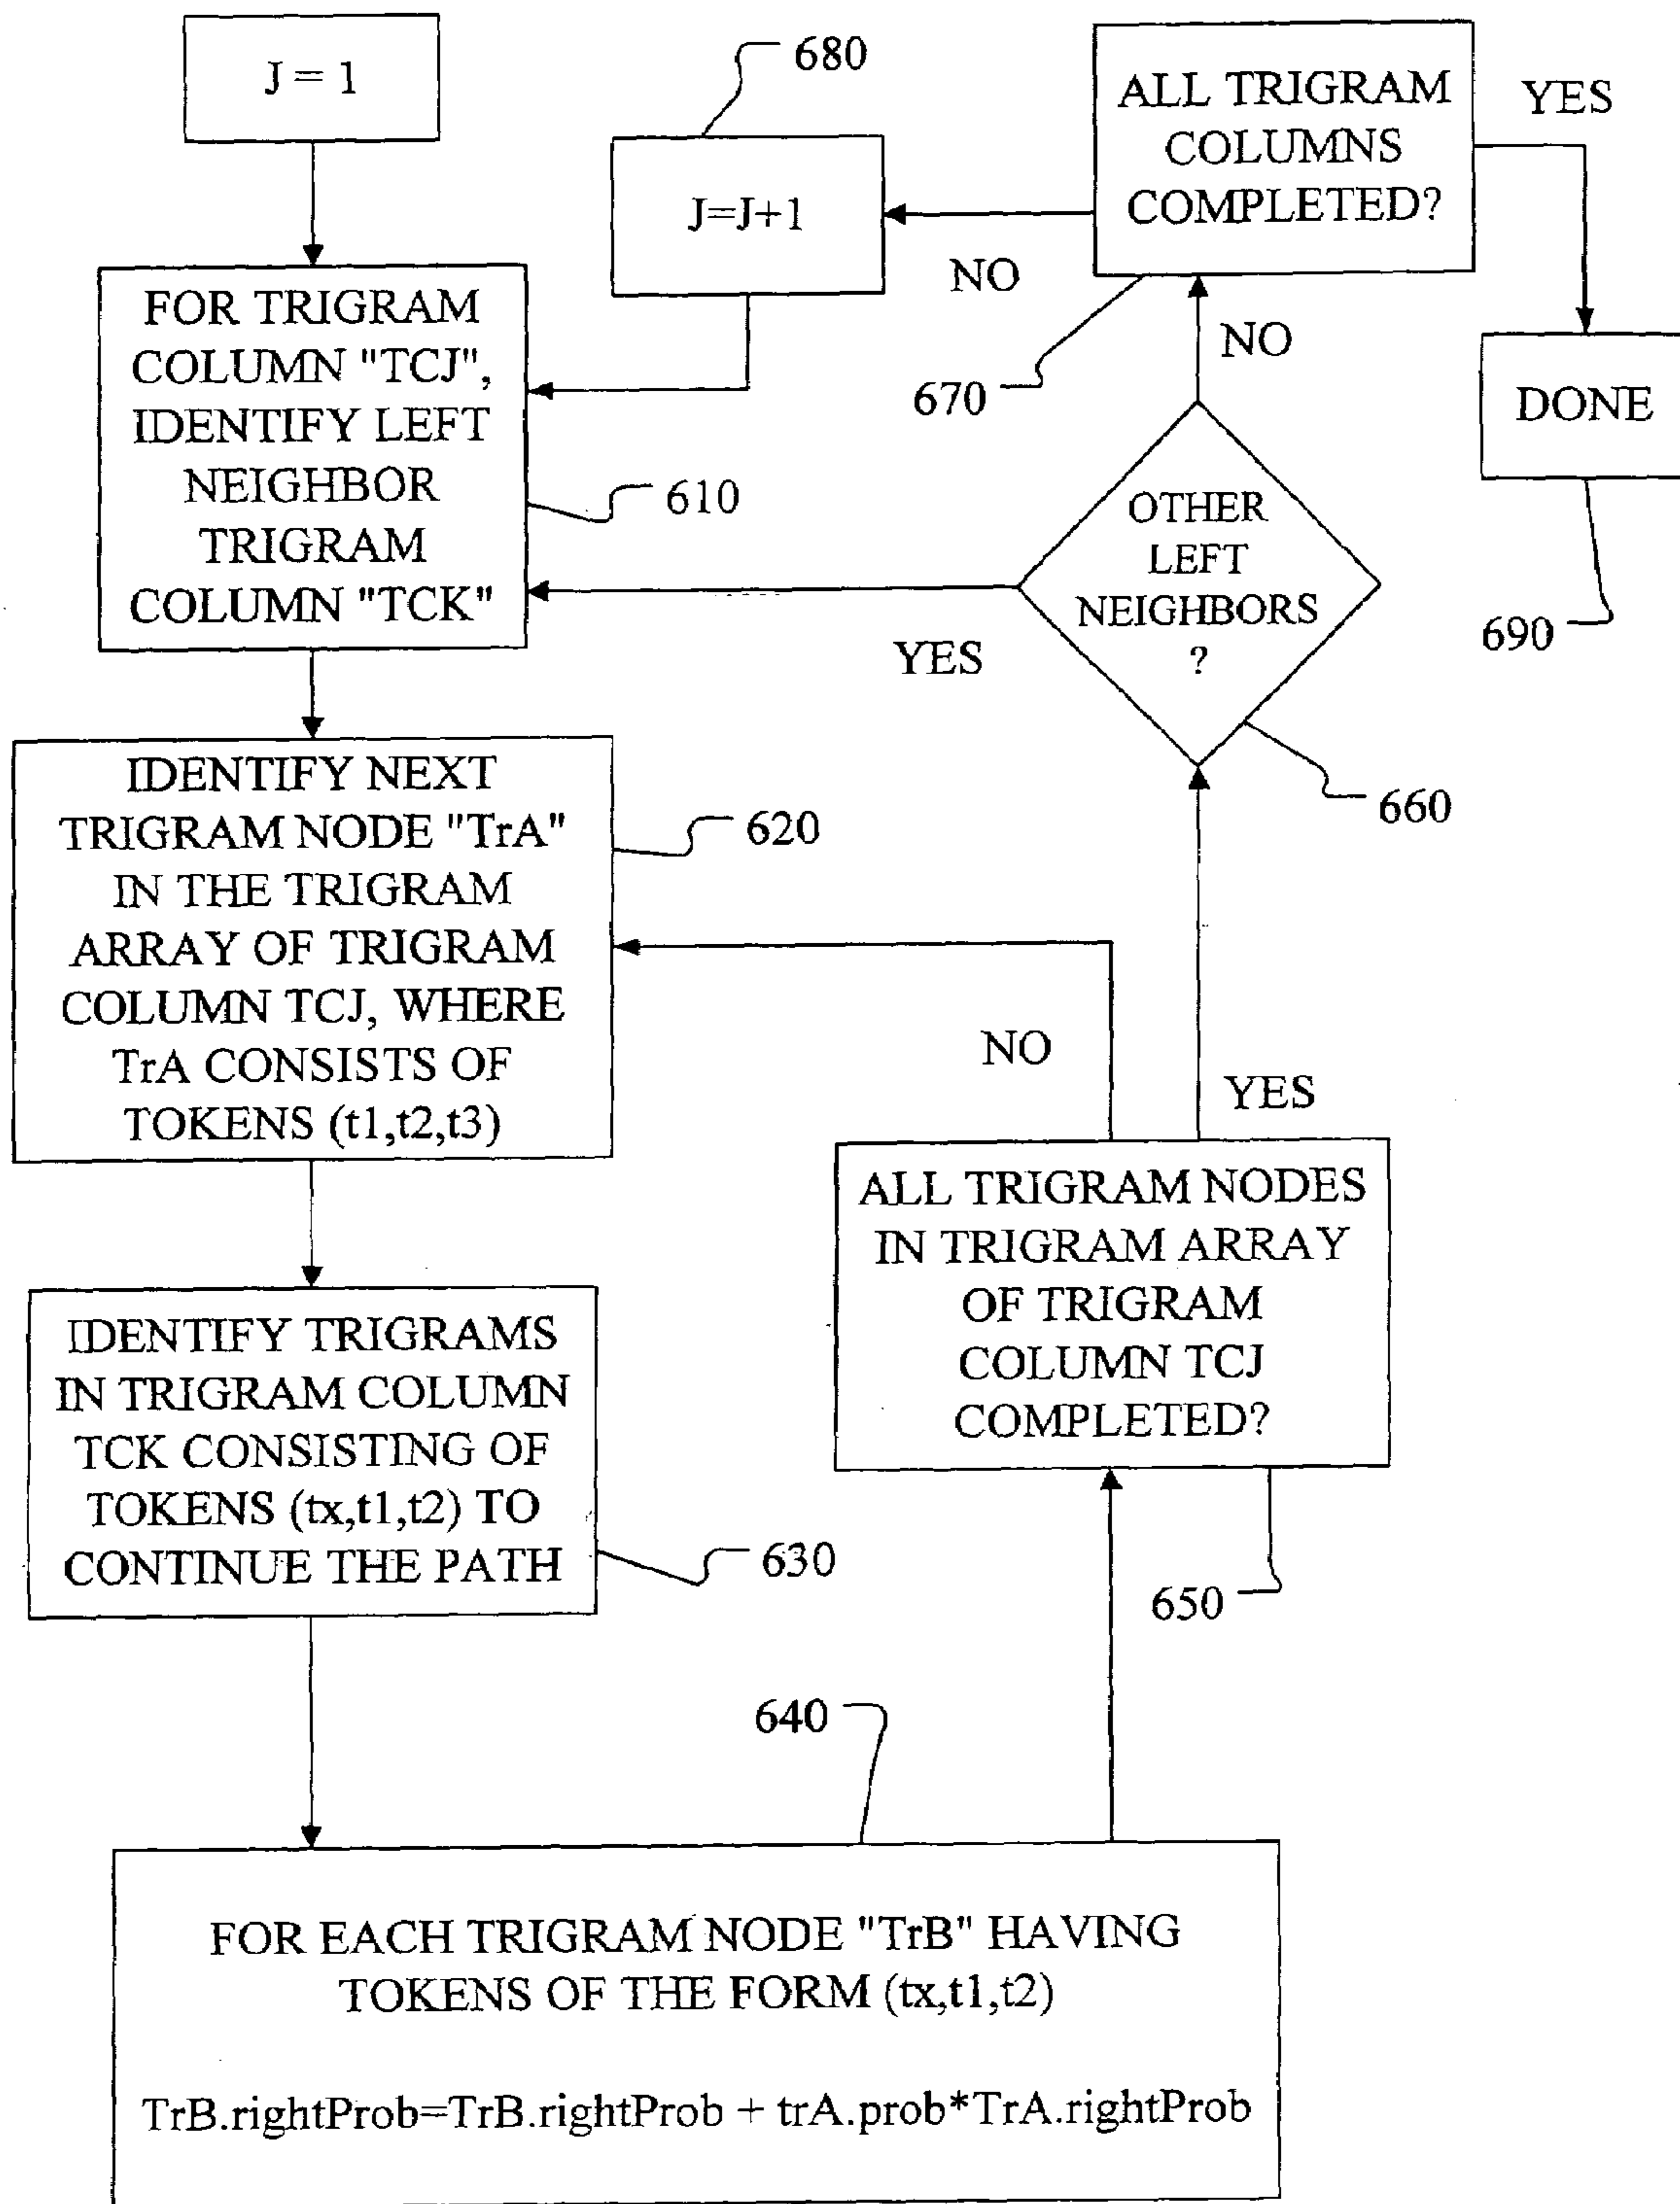 J = 1
680
J=J+1
ALL TRIGRAM
COLUMNS
COMPLETED?
YES
NO
FOR TRIGRAM
COLUMN "TCJ",
IDENTIFY LEFT
NEIGHBOR
TRIGRAM
COLUMN "TCK"
610
670
NO
DONE
690
OTHER
LEFT
NEIGHBORS
?
YES
660
IDENTIFY NEXT
TRIGRAM NODE "TrA"
IN THE TRIGRAM
ARRAY OF TRIGRAM
COLUMN TCJ, WHERE
TrA CONSISTS OF
TOKENS (t1,t2,t3)
620
NO
YES
ALL TRIGRAM NODES
IN TRIGRAM ARRAY
OF TRIGRAM
COLUMN TCJ
COMPLETED?
650
IDENTIFY TRIGRAMS
IN TRIGRAM COLUMN
TCK CONSISTING OF
TOKENS (tx,t1,t2) TO
CONTINUE THE PATH
630
640
FOR EACH TRIGRAM NODE "TrB" HAVING
TOKENS OF THE FORM (tx,t1,t2)
TrB.rightProb=TrB.rightProb + trA.prob*TrA.rightProb